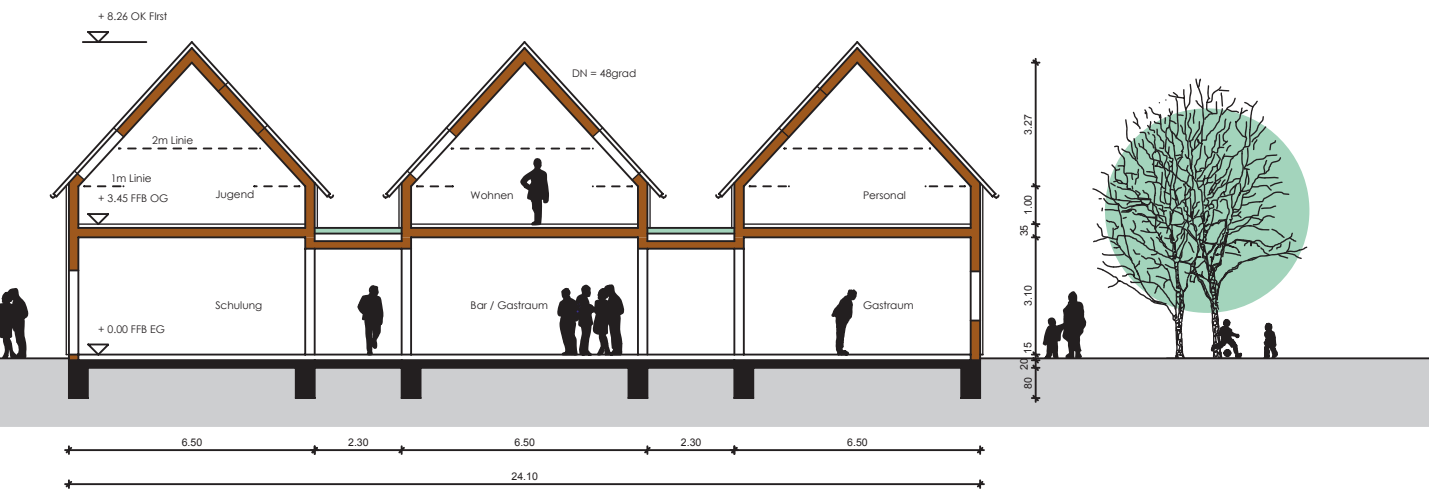 + 8.26 OK First
DN = 48grad
2m Linie
1m Linie
+ 3.45 FFB OG
Jugend
Wohnen
Personal
Schulung
Bar / Gastraum
Gastraum
+ 0.00 FFB EG
3.27
1.00
35
3.10
15
20
80
6.50
2.30
6.50
2.30
6.50
24.10